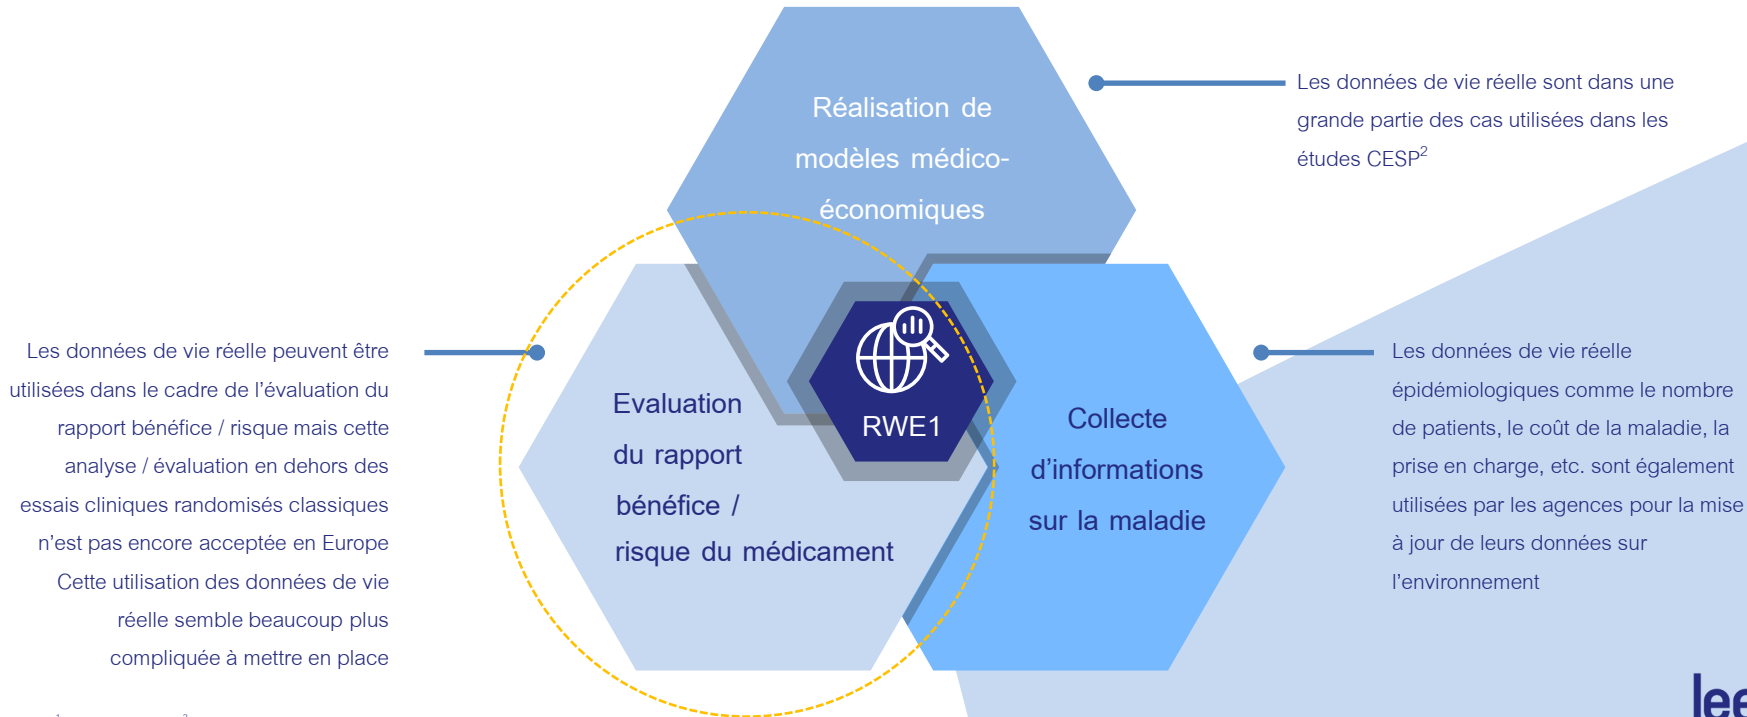 Réalisation de
modèles médico-
économiques
Les données de vie réelle sont dans une
grande partie des cas utilisées dans les
études CESP²
Les données de vie réelle peuvent être
utilisées dans le cadre de l’évaluation du
rapport bénéfice / risque mais cette
analyse / évaluation en dehors des
essais cliniques randomisés classiques
n’est pas encore acceptée en Europe
Cette utilisation des données de vie
réelle semble beaucoup plus
compliquée à mettre en place
Evaluation
du rapport
bénéfice /
risque du médicament
RWE1
Collecte
d’informations
sur la maladie
Les données de vie réelle
épidémiologiques comme le nombre
de patients, le coût de la maladie, la
prise en charge, etc. sont également
utilisées par les agences pour la mise
à jour de leurs données sur
l’environnement